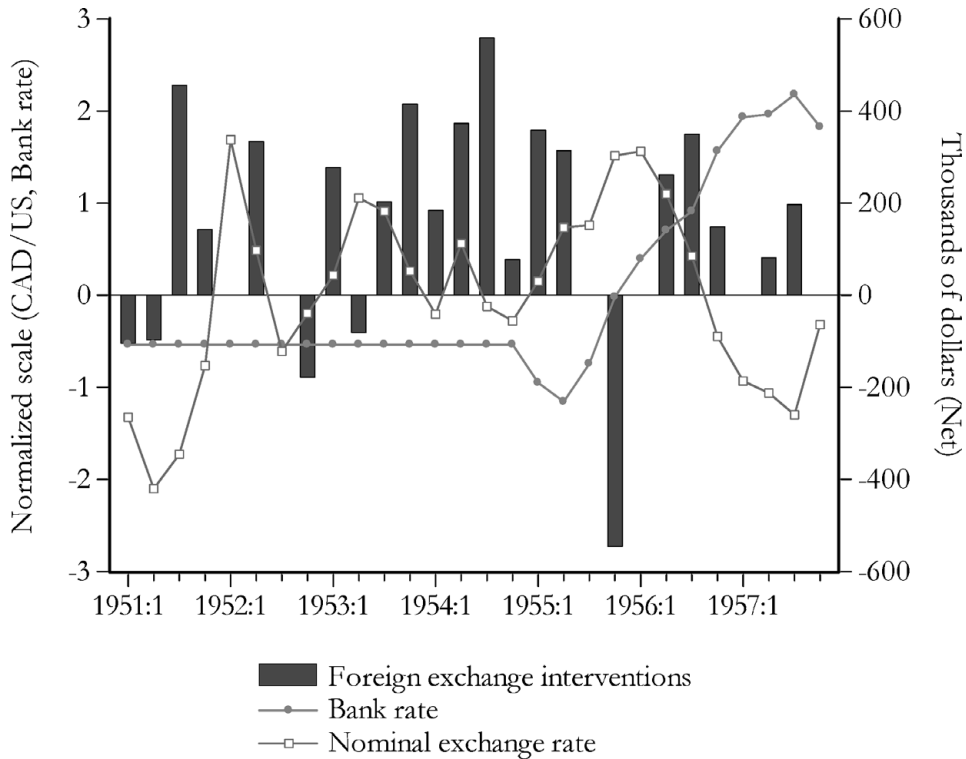 Normalized scale (CAD/US, Bank rate)
3
2
1
0
-1
-2
-3
600
400
200
0
-200
-400
-600
Thousands of dollars (Net)
1951:1 1952:1 1953:1 1954:1 1955:1 1956:1 1957:1
Foreign exchange interventions
Bank rate
Nominal exchange rate